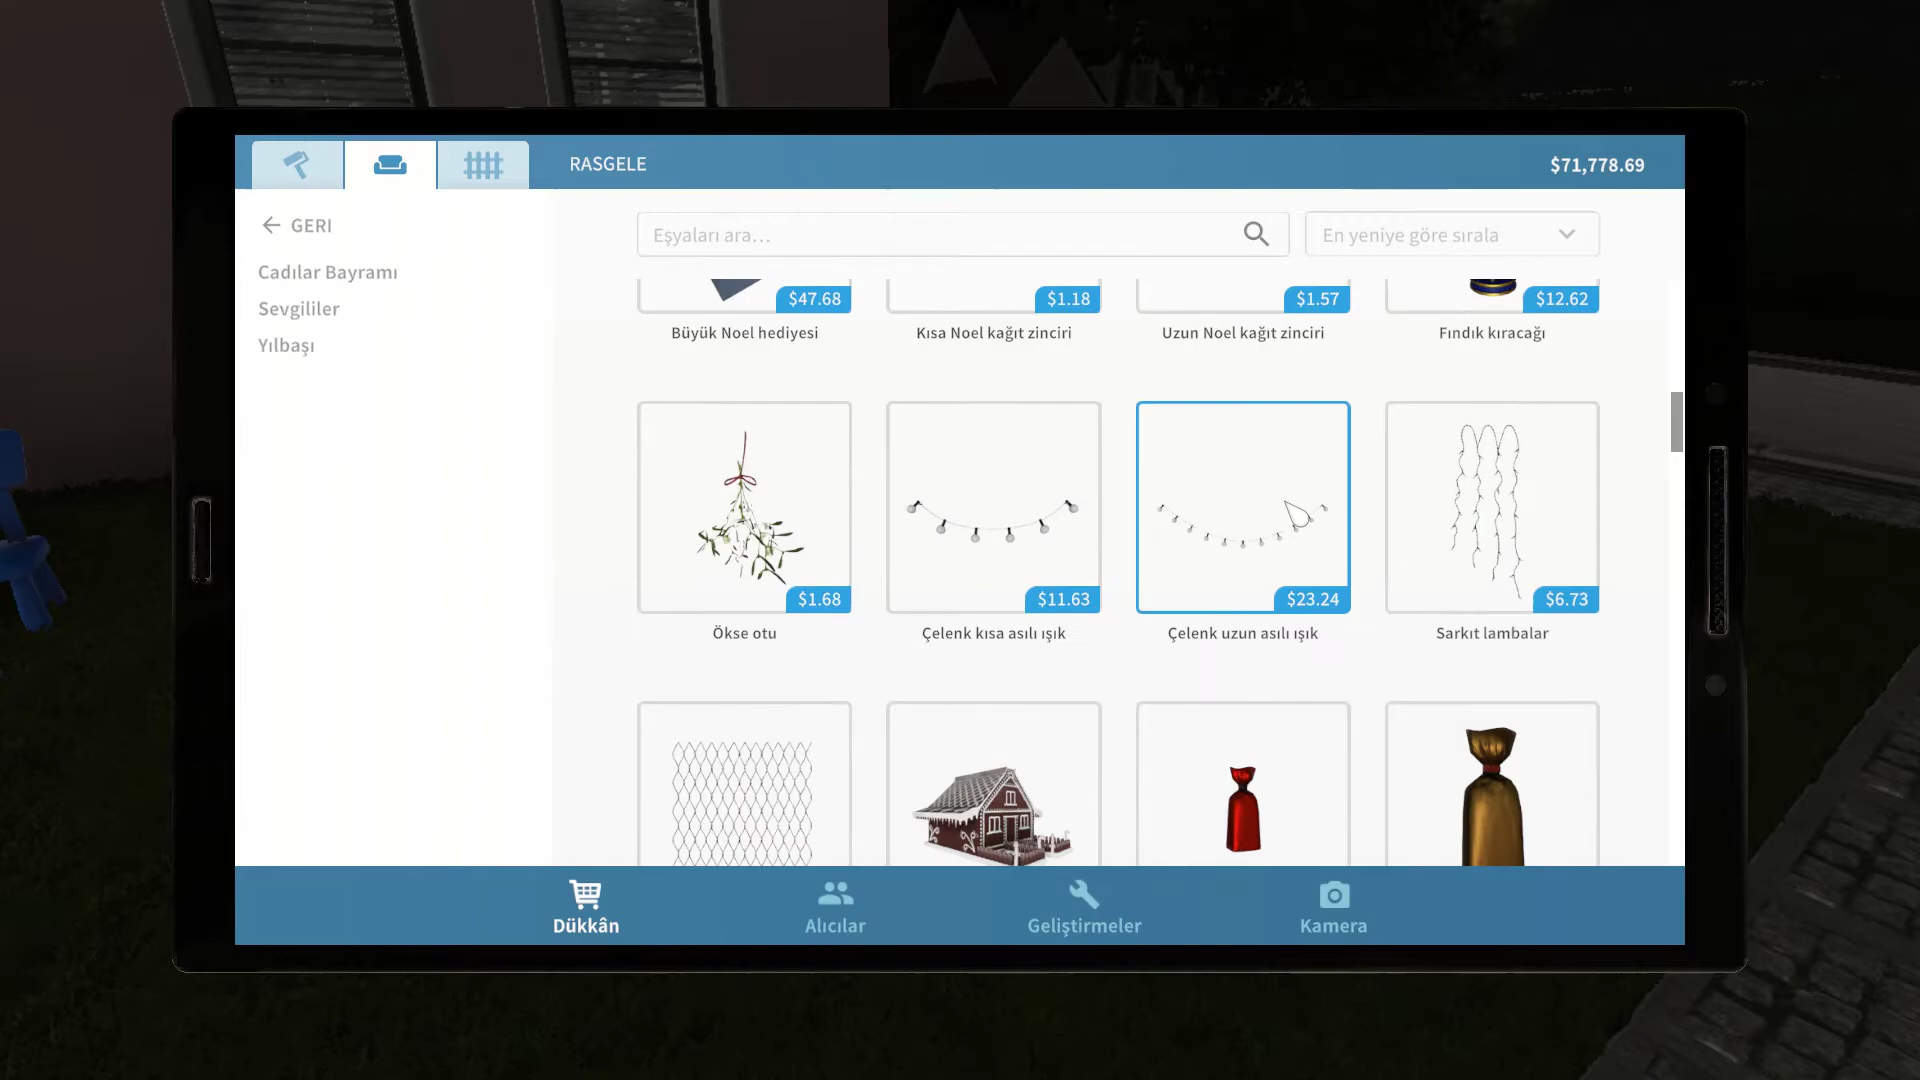 RASGELE
$71,778.69
GERI
Cadılar Bayramı
Sevgililer
Yılbaşı
Eşyaları ara...
En yeniye göre sırala
$47.68
$1.18
$1.57
$12.62
Büyük Noel hediyesi
Kısa Noel kağıt zinciri
Uzun Noel kağıt zinciri
Fındık kıracağı
$1.68
$11.63
$23.24
$6.73
Ökse otu
Çelenk kısa asılı ışık
Çelenk uzun asılı ışık
Sarkıt lambalar
Dükkân
Alıcılar
Geliştirmeler
Kamera